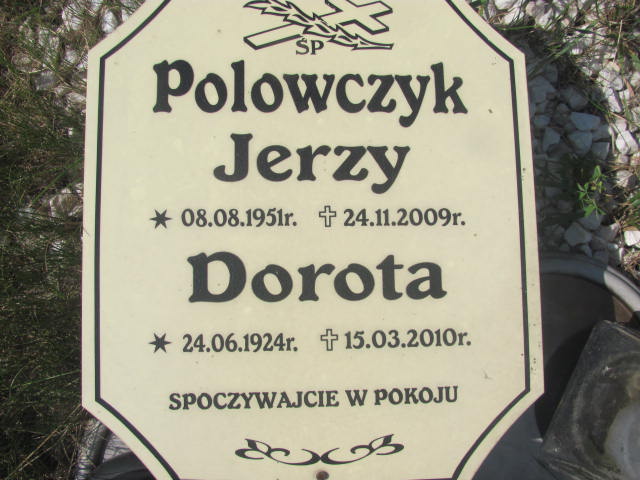 ŚP
Polowczyk
Jerzy
* 08.08.1951r. ✝ 24.11.2009r.
Dorota
* 24.06.1924r. ✝ 15.03.2010r.
SPOCZYWAJCIE W POKOJU